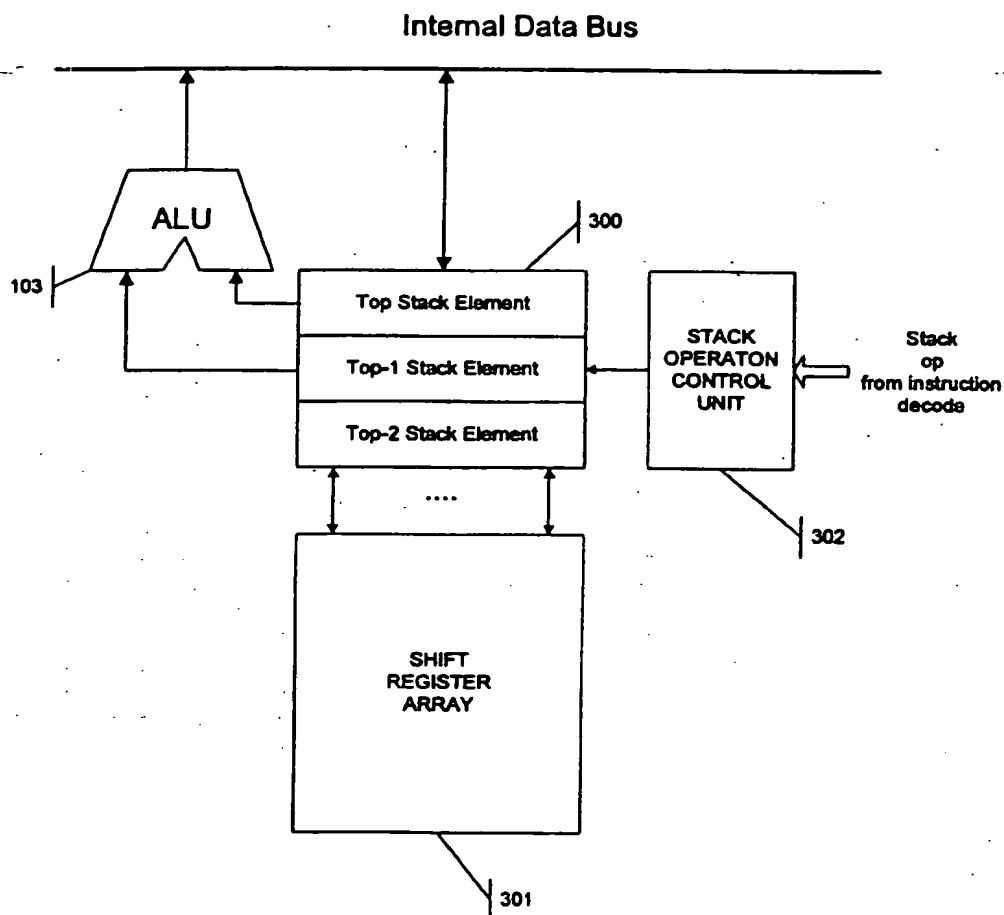 Internal Data Bus
ALU
300
103
Top Stack Element
Top-1 Stack Element
Top-2 Stack Element
STACK
OPERATON
CONTROL
UNIT
Stack
op
from instruction
decode
....
302
SHIFT
REGISTER
ARRAY
301